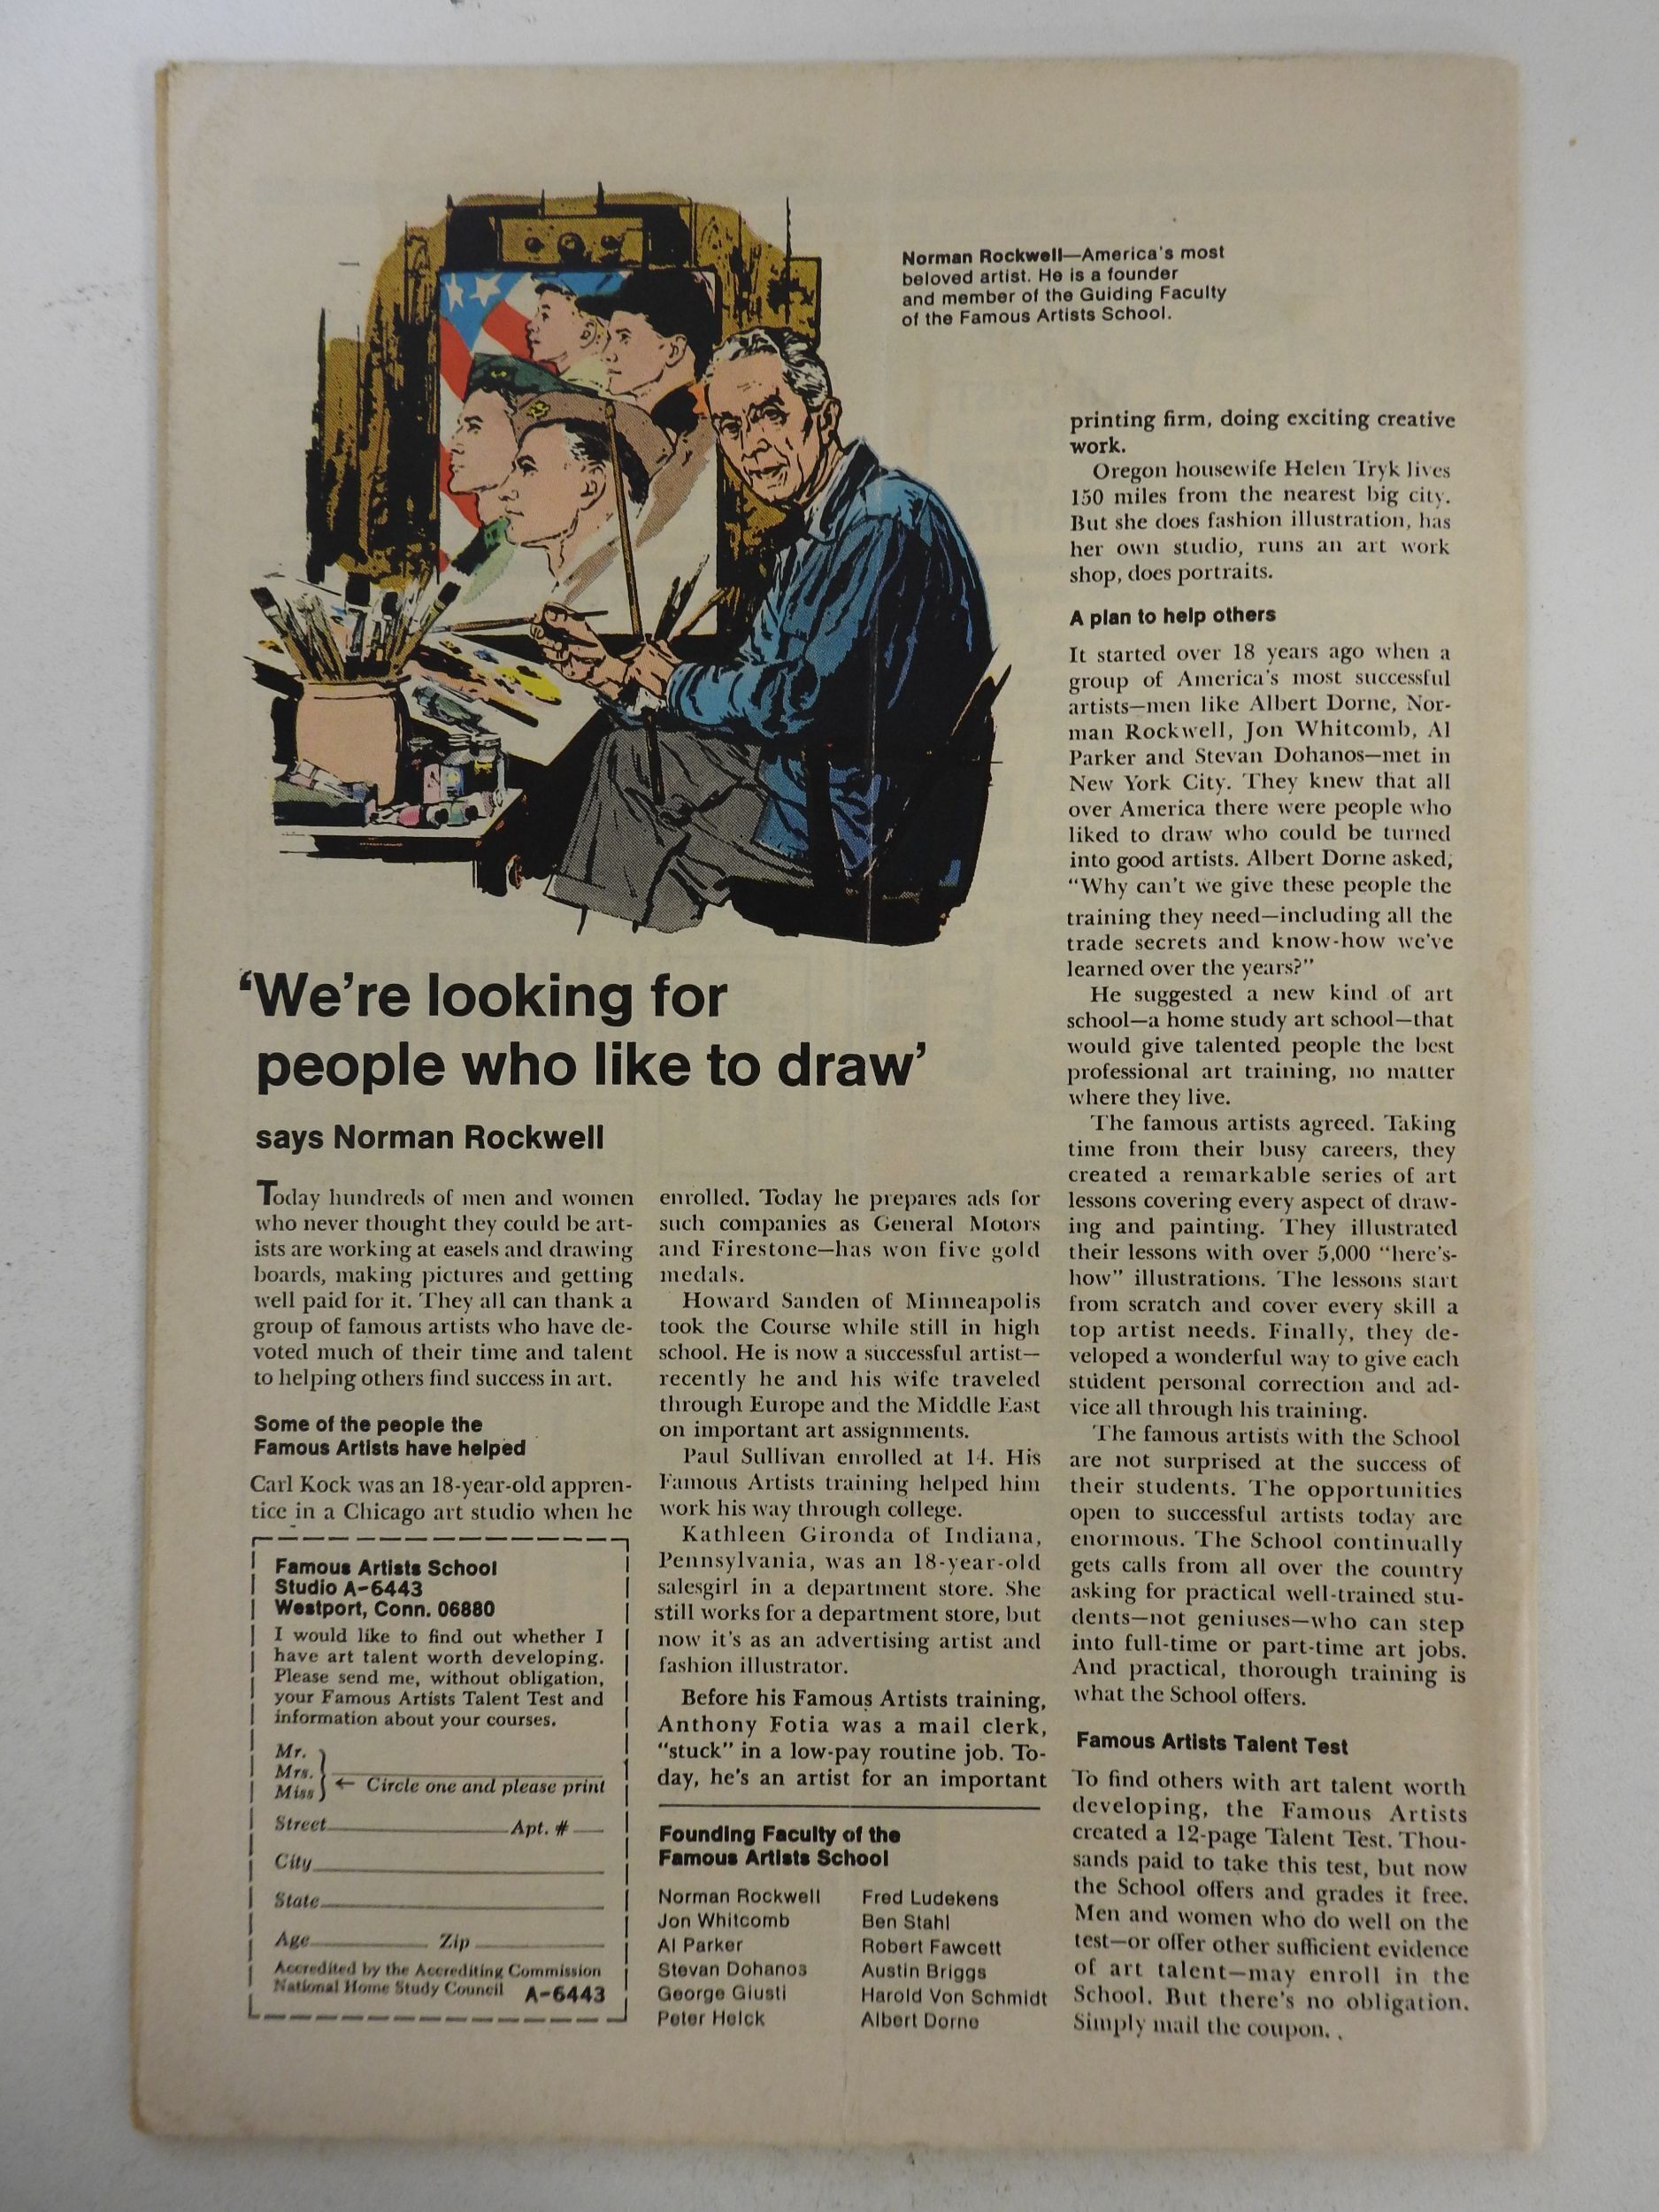 Norman Rockwell—America's most
beloved artist. He is a founder
and member of the Guiding Faculty
of the Famous Artists School.
'We're looking for
people who like to draw'
says Norman Rockwell
Today hundreds of men and women
who never thought they could be art-
ists are working at easels and drawing
boards, making pictures and getting
well paid for it. They all can thank a
group of famous artists who have de-
voted much of their time and talent
to helping others find success in art.
Some of the people the
Famous Artists have helped
Carl Kock was an 18-year-old appren-
tice in a Chicago art studio when he
enrolled. Today he prepares ads for
such companies as General Motors
and Firestone—has won five gold
medals.
Howard Sanden of Minneapolis
took the Course while still in high
school. He is now a successful artist—
recently he and his wife traveled
through Europe and the Middle East
on important art assignments.
Paul Sullivan enrolled at 14. His
Famous Artists training helped him
work his way through college.
Kathleen Gironda of Indiana,
Pennsylvania, was an 18-year-old
salesgirl in a department store. She
still works for a department store, but
now it's as an advertising artist and
fashion illustrator.
Before his Famous Artists training,
Anthony Fotia was a mail clerk,
"stuck" in a low-pay routine job. To-
day, he's an artist for an important
printing firm, doing exciting creative
work.
Oregon housewife Helen Tryk lives
150 miles from the nearest big city.
But she does fashion illustration, has
her own studio, runs an art work
shop, does portraits.
A plan to help others
It started over 18 years ago when a
group of America's most successful
artists—men like Albert Dorne, Nor-
man Rockwell, Jon Whitcomb, Al
Parker and Stevan Dohanos—met in
New York City. They knew that all
over America there were people who
liked to draw who could be turned
into good artists. Albert Dorne asked,
"Why can't we give these people the
training they need—including all the
trade secrets and know-how we've
learned over the years?"
He suggested a new kind of art
school—a home study art school—that
would give talented people the best
professional art training, no matter
where they live.
The famous artists agreed. Taking
time from their busy careers, they
created a remarkable series of art
lessons covering every aspect of draw-
ing and painting. They illustrated
their lessons with over 5,000 "here's-
how" illustrations. The lessons start
from scratch and cover every skill a
top artist needs. Finally, they de-
veloped a wonderful way to give each
student personal correction and ad-
vice all through his training.
The famous artists with the School
are not surprised at the success of
their students. The opportunities
open to successful artists today are
enormous. The School continually
gets calls from all over the country
asking for practical well-trained stu-
dents—not geniuses—who can step
into full-time or part-time art jobs.
And practical, thorough training is
what the School offers.
Famous Artists Talent Test
To find others with art talent worth
developing, the Famous Artists
created a 12-page Talent Test. Thou-
sands paid to take this test, but now
the School offers and grades it free.
Men and women who do well on the
test—or offer other sufficient evidence
of art talent—may enroll in the
School. But there's no obligation.
Simply mail the coupon.
Famous Artists School
Studio A-6443
Westport, Conn. 06880
I would like to find out whether I
have art talent worth developing.
Please send me, without obligation,
your Famous Artists Talent Test and
information about your courses.
Mr.
Mrs.
Miss
← Circle one and please print
Street Apt. #
City
State
Age Zip
Accredited by the Accrediting Commission
National Home Study Council A-6443
Founding Faculty of the
Famous Artists School
Norman Rockwell
Jon Whitcomb
Al Parker
Stevan Dohanos
George Giusti
Peter Helck
Fred Ludekens
Ben Stahl
Robert Fawcett
Austin Briggs
Harold Von Schmidt
Albert Dorne